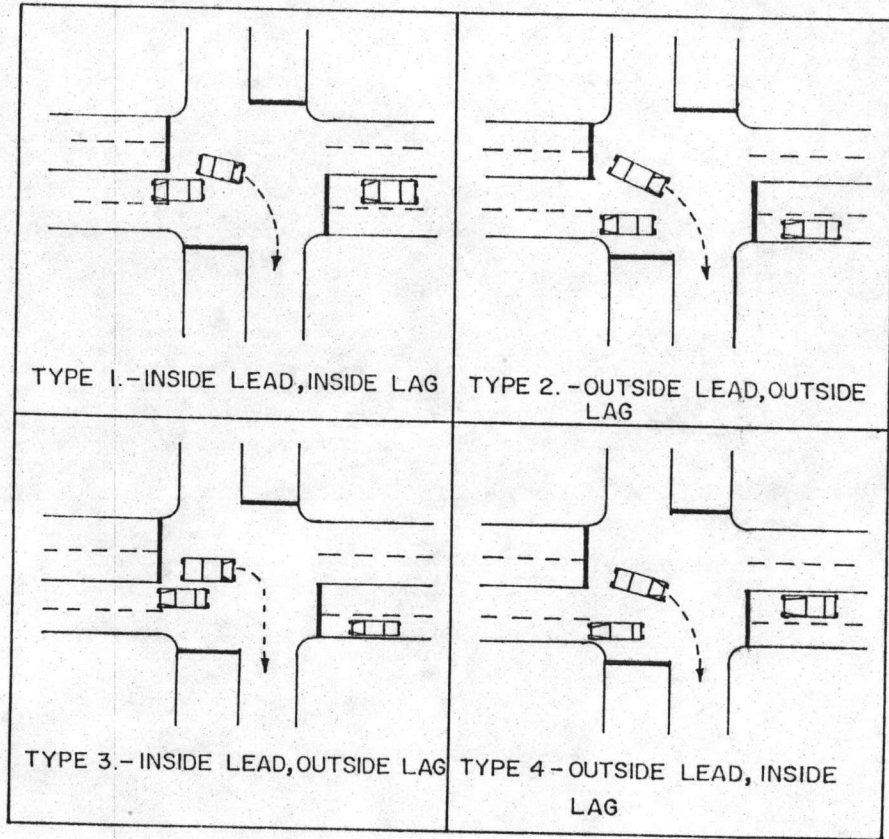 TYPE 1.-INSIDE LEAD,INSIDE LAG
TYPE 2.-OUTSIDE LEAD,OUTSIDE
LAG
TYPE 3.-INSIDE LEAD,OUTSIDE LAG
TYPE 4-OUTSIDE LEAD, INSIDE
LAG